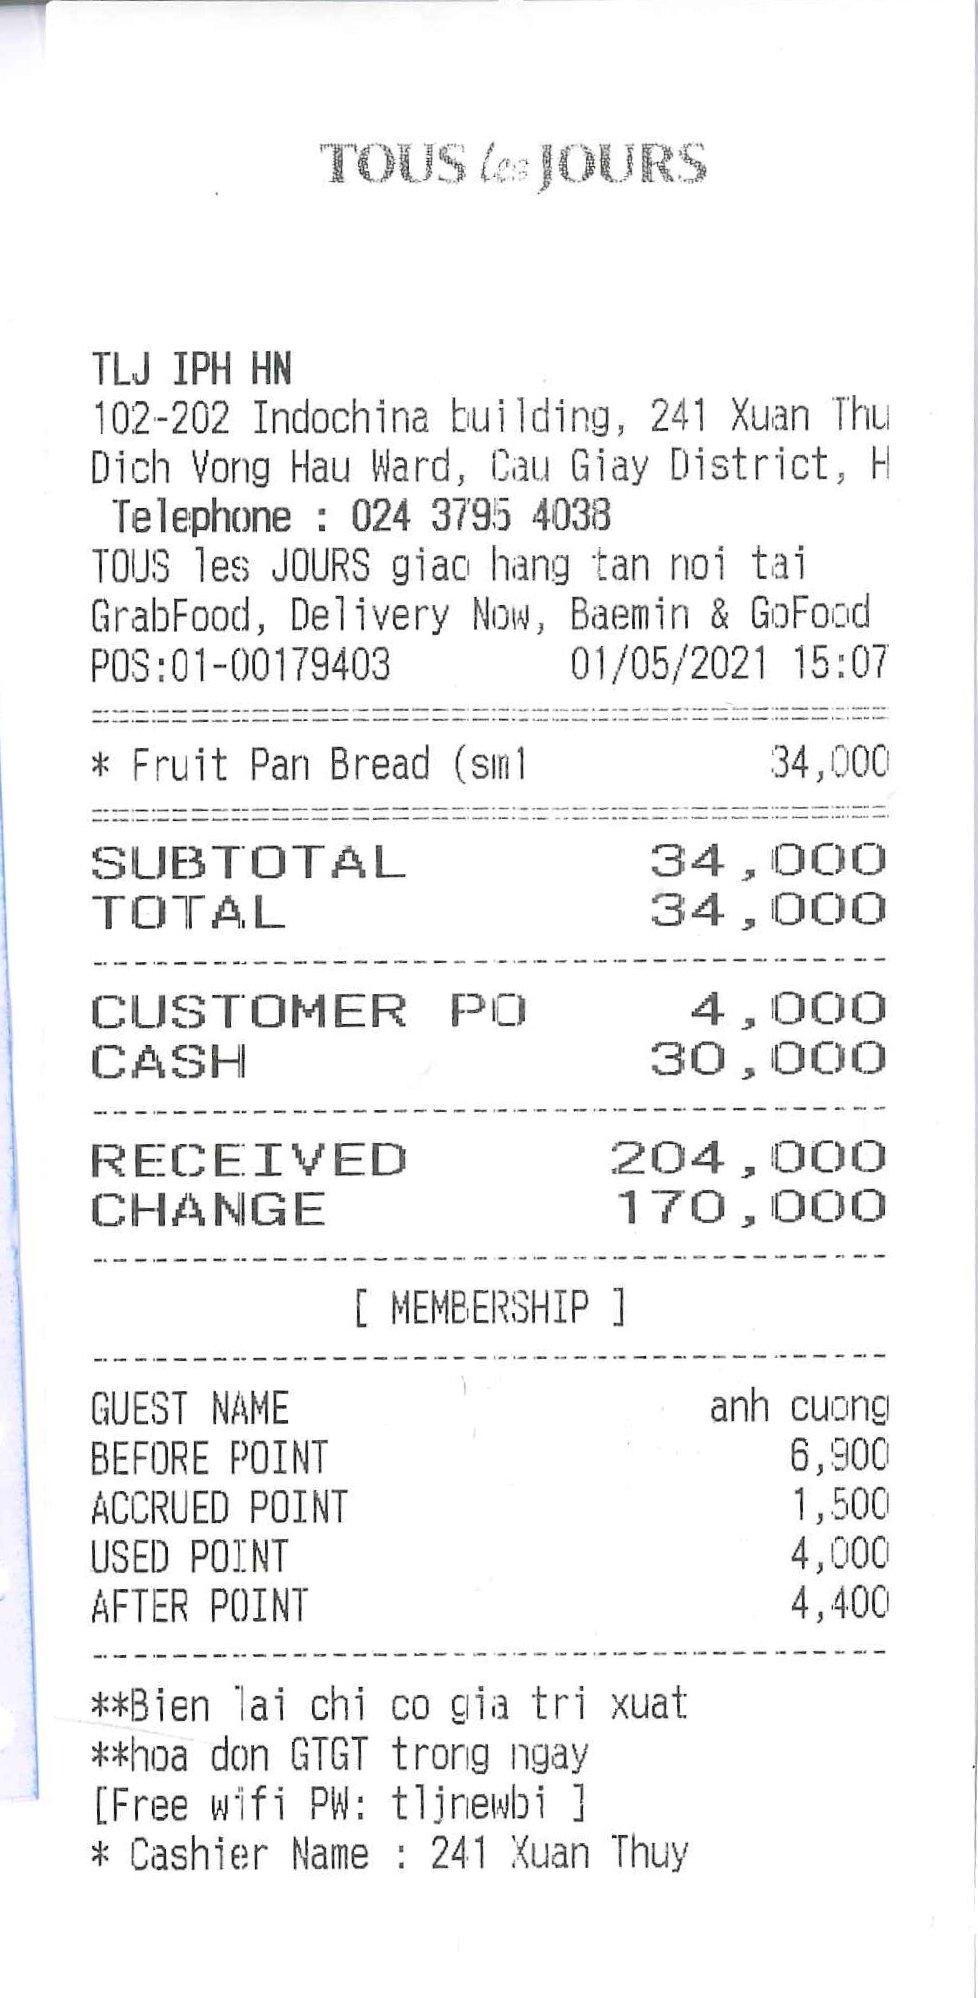 TOUS les JOURS
TLJ IPH HN
102-202 Indochina building, 241 Xuan Thu
Dich Vong Hau Ward, Cau Giay District, H
Telephone : 024 3795 4038
TOUS les JOURS giao hang tan noi tai
GrabFood, Delivery Now, Baemin & GoFood
POS:01-00179403 01/05/2021 15:07
* Fruit Pan Bread (sml 34,000
SUBTOTAL 34,000
TOTAL 34,000
CUSTOMER PO 4,000
CASH 30,000
RECEIVED 204,000
CHANGE 170,000
[ MEMBERSHIP ]
GUEST NAME anh cuong
BEFORE POINT 6,900
ACCRUED POINT 1,500
USED POINT 4,000
AFTER POINT 4,400
**Bien lai chi co gia tri xuat
**hoa don GTGT trong ngay
[Free wifi PW: tljnewbi ]
* Cashier Name : 241 Xuan Thuy